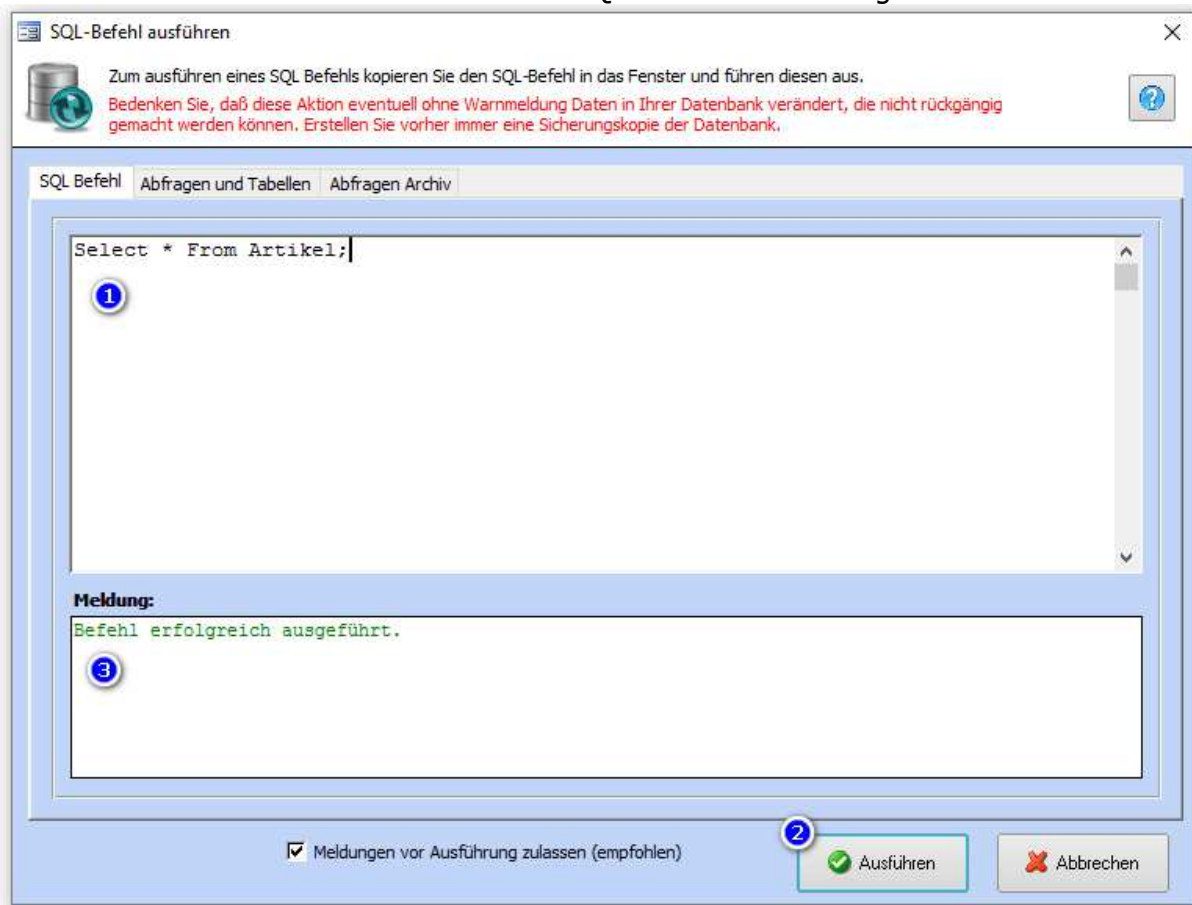 SQL-Befehl ausführen
Zum ausführen eines SQL Befehls kopieren Sie den SQL-Befehl in das Fenster und führen diesen aus.
Bedenken Sie, daß diese Aktion eventuell ohne Warnmeldung Daten in Ihrer Datenbank verändert, die nicht rückgängig
gemacht werden können. Erstellen Sie vorher immer eine Sicherungskopie der Datenbank.
SQL Befehl Abfragen und Tabellen Abfragen Archiv
Select * From Artikel;
1
Meldung:
Befehl erfolgreich ausgeführt.
3
Meldungen vor Ausführung zulassen (empfohlen)
2
Ausführen
Abbrechen